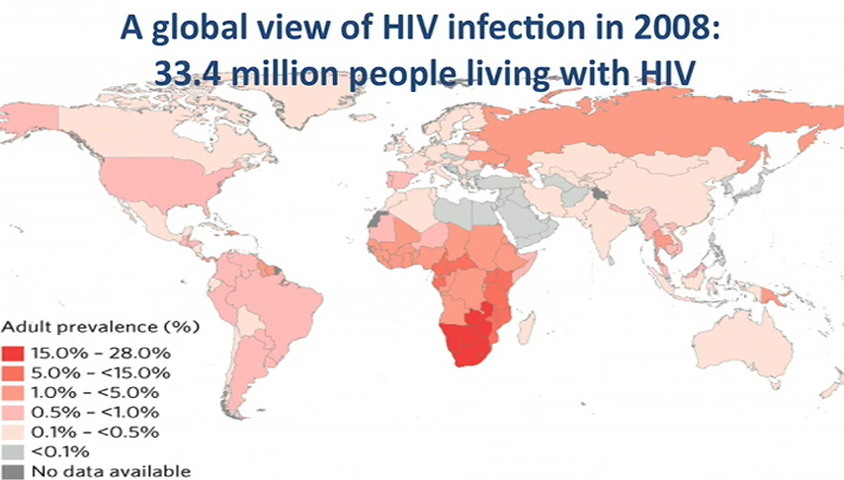 A global view of HIV infection in 2008:
33.4 million people living with HIV
Adult prevalence (%)
15.0% – 28.0%
5.0% – <15.0%
1.0% – <5.0%
0.5% – <1.0%
0.1% – <0.5%
<0.1%
No data available